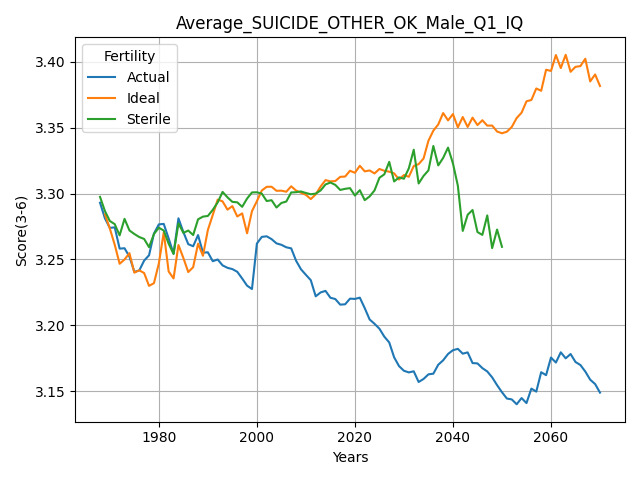 Average_SUICIDE_OTHER_OK_Male_Q1_IQ
Fertility
Actual
Ideal
Sterile
Score(3-6)
3.40
3.35
3.30
3.25
3.20
3.15
1980
2000
2020
2040
2060
Years